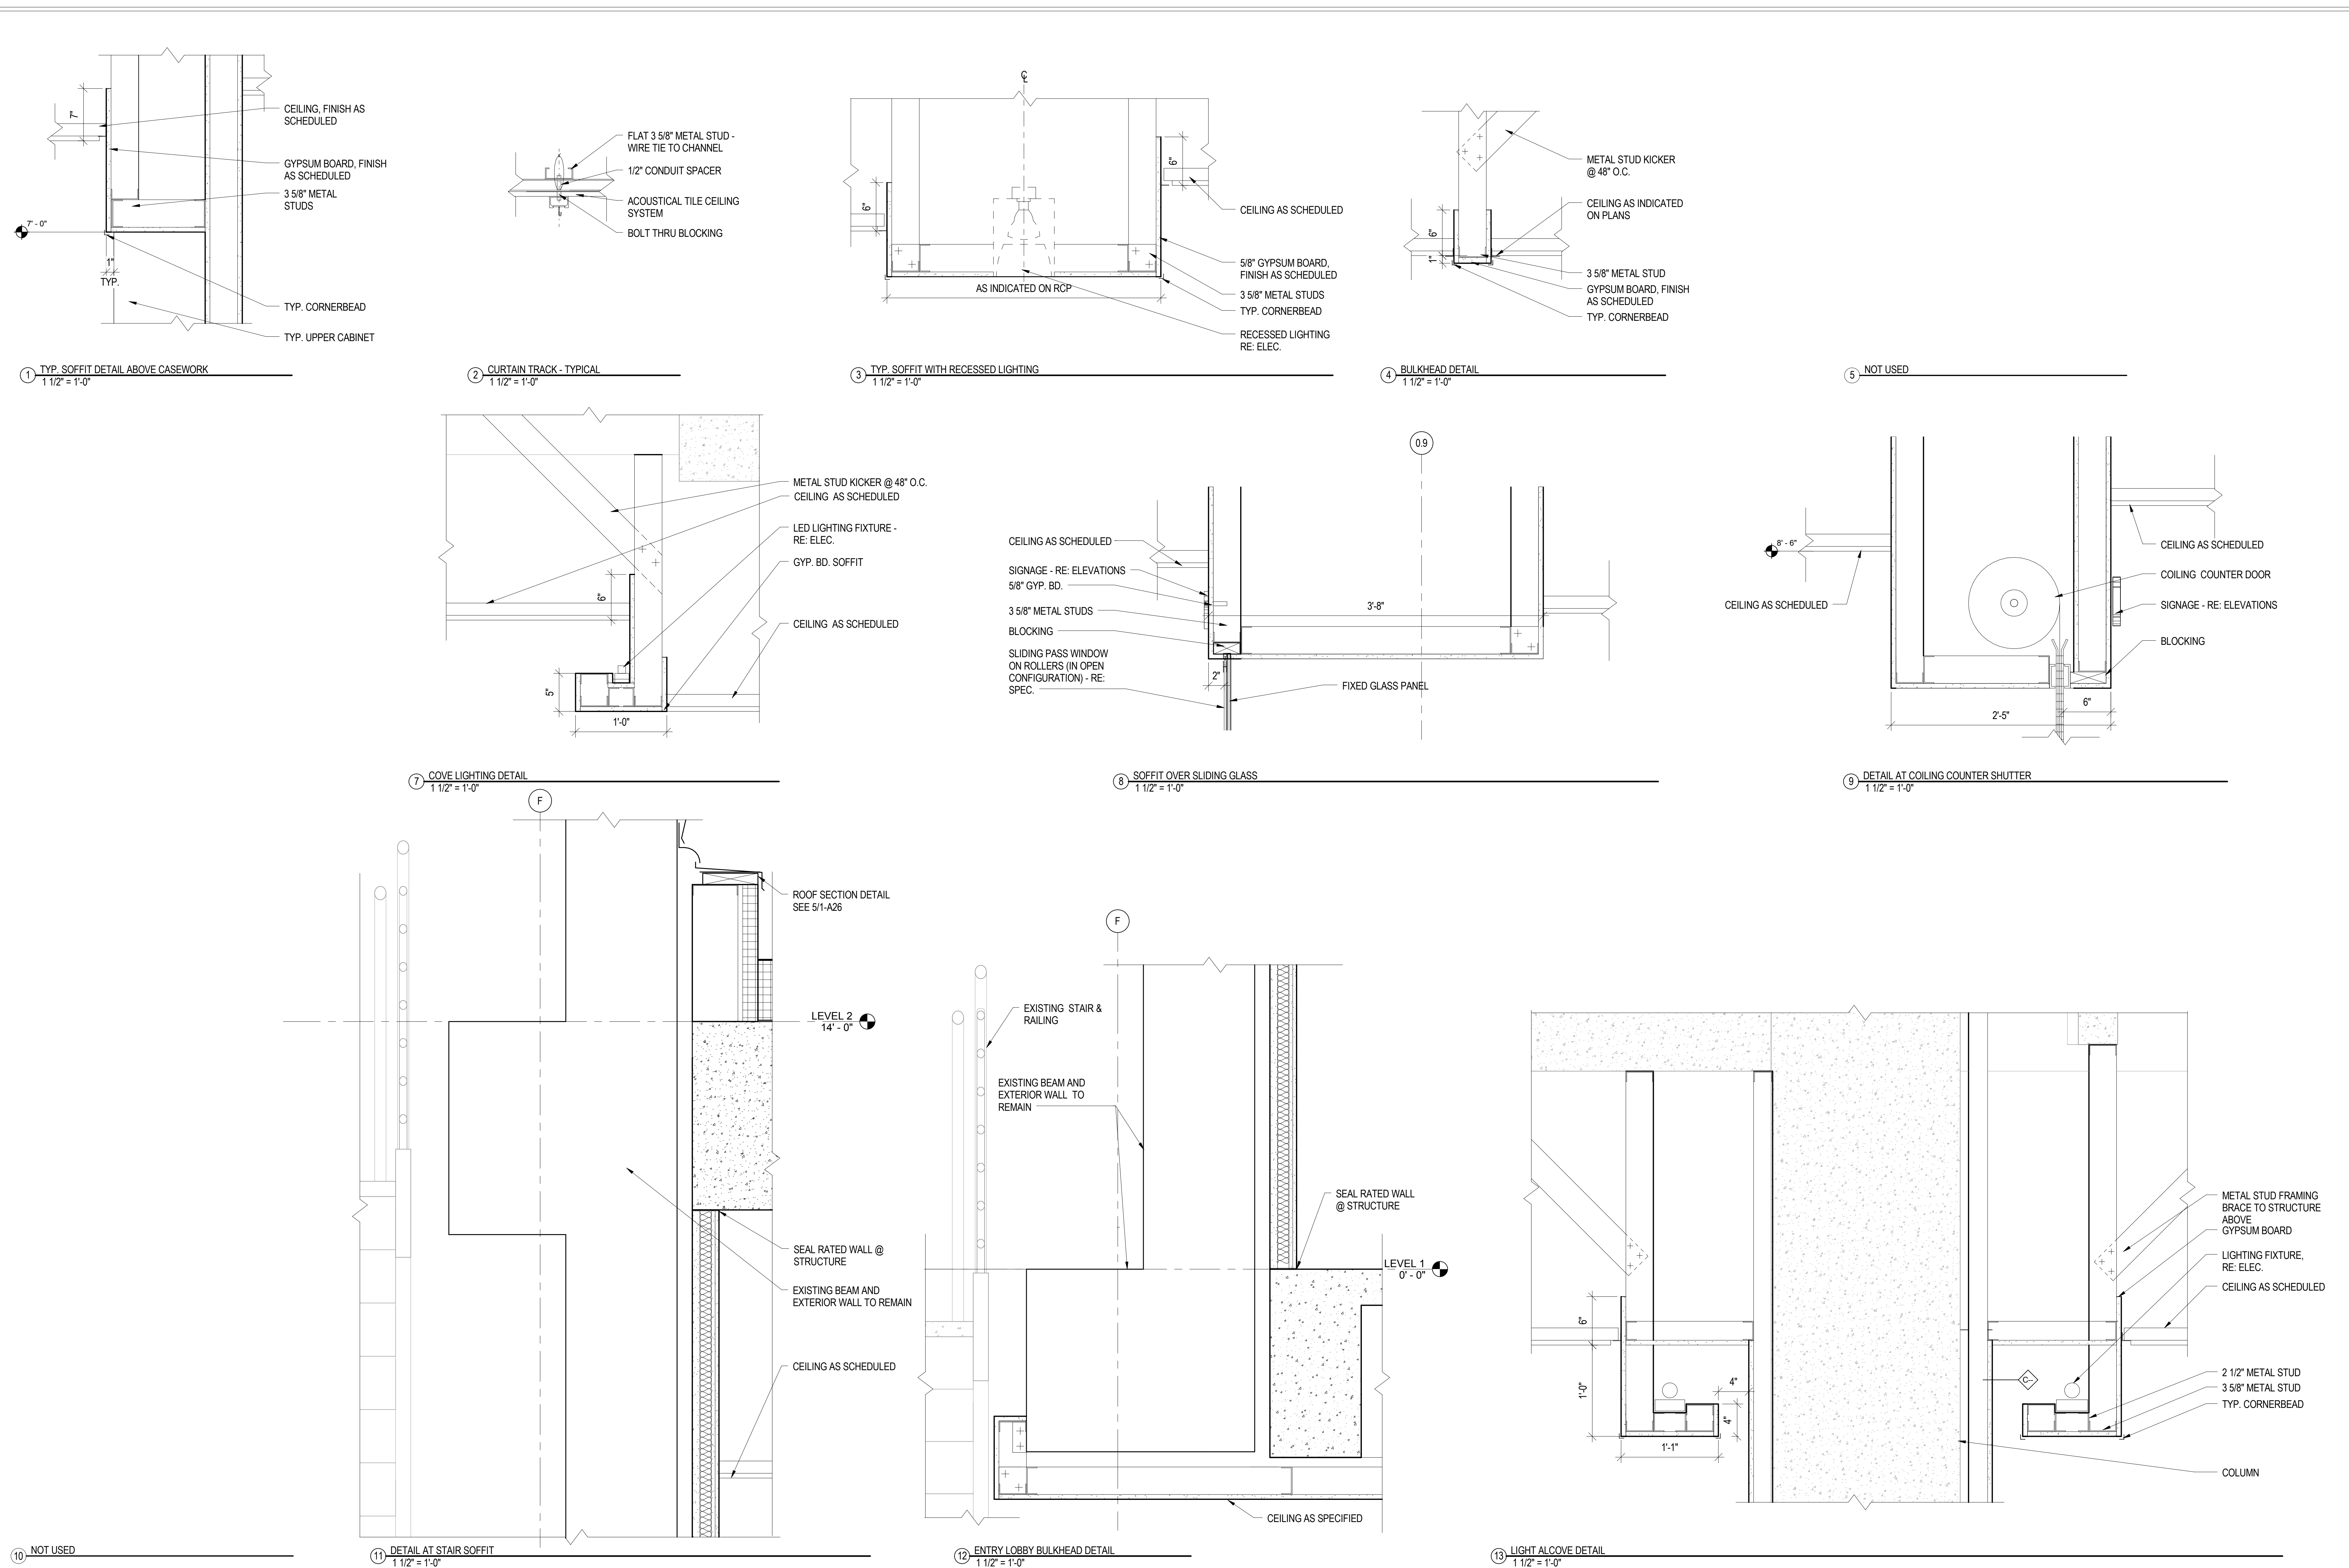 7"
CEILING, FINISH AS
SCHEDULED
GYPSUM BOARD, FINISH
AS SCHEDULED
3 5/8" METAL
STUDS
7' - 0"
1"
TYP.
TYP. CORNERBEAD
TYP. UPPER CABINET
1 TYP. SOFFIT DETAIL ABOVE CASEWORK
1 1/2" = 1'-0"
FLAT 3 5/8" METAL STUD -
WIRE TIE TO CHANNEL
1/2" CONDUIT SPACER
ACOUSTICAL TILE CEILING
SYSTEM
BOLT THRU BLOCKING
2 CURTAIN TRACK - TYPICAL
1 1/2" = 1'-0"
CL
6"
6"
CEILING AS SCHEDULED
5/8" GYPSUM BOARD,
FINISH AS SCHEDULED
AS INDICATED ON RCP
3 5/8" METAL STUDS
TYP. CORNERBEAD
RECESSED LIGHTING
RE: ELEC.
3 TYP. SOFFIT WITH RECESSED LIGHTING
1 1/2" = 1'-0"
METAL STUD KICKER
@ 48" O.C.
CEILING AS INDICATED
ON PLANS
6"
1"
3 5/8" METAL STUD
GYPSUM BOARD, FINISH
AS SCHEDULED
TYP. CORNERBEAD
4 BULKHEAD DETAIL
1 1/2" = 1'-0"
5 NOT USED
METAL STUD KICKER @ 48" O.C.
CEILING AS SCHEDULED
LED LIGHTING FIXTURE -
RE: ELEC.
GYP. BD. SOFFIT
6"
CEILING AS SCHEDULED
5"
1'-0"
7 COVE LIGHTING DETAIL
1 1/2" = 1'-0"
0.9
CEILING AS SCHEDULED
SIGNAGE - RE: ELEVATIONS
5/8" GYP. BD.
3 5/8" METAL STUDS
BLOCKING
SLIDING PASS WINDOW
ON ROLLERS (IN OPEN
CONFIGURATION) - RE:
SPEC.
3'-8"
2"
FIXED GLASS PANEL
8 SOFFIT OVER SLIDING GLASS
1 1/2" = 1'-0"
8' - 6"
CEILING AS SCHEDULED
CEILING AS SCHEDULED
COILING COUNTER DOOR
SIGNAGE - RE: ELEVATIONS
BLOCKING
6"
2'-5"
9 DETAIL AT COILING COUNTER SHUTTER
1 1/2" = 1'-0"
10 NOT USED
F
ROOF SECTION DETAIL
SEE 5/1-A26
LEVEL 2
14' - 0"
SEAL RATED WALL @
STRUCTURE
EXISTING BEAM AND
EXTERIOR WALL TO REMAIN
CEILING AS SCHEDULED
11 DETAIL AT STAIR SOFFIT
1 1/2" = 1'-0"
F
EXISTING STAIR &
RAILING
EXISTING BEAM AND
EXTERIOR WALL TO
REMAIN
SEAL RATED WALL
@ STRUCTURE
LEVEL 1
0' - 0"
CEILING AS SPECIFIED
12 ENTRY LOBBY BULKHEAD DETAIL
1 1/2" = 1'-0"
METAL STUD FRAMING
BRACE TO STRUCTURE
ABOVE
GYPSUM BOARD
LIGHTING FIXTURE,
RE: ELEC.
CEILING AS SCHEDULED
6"
1'-0"
4"
4"
1'-1"
C--
2 1/2" METAL STUD
3 5/8" METAL STUD
TYP. CORNERBEAD
COLUMN
13 LIGHT ALCOVE DETAIL
1 1/2" = 1'-0"